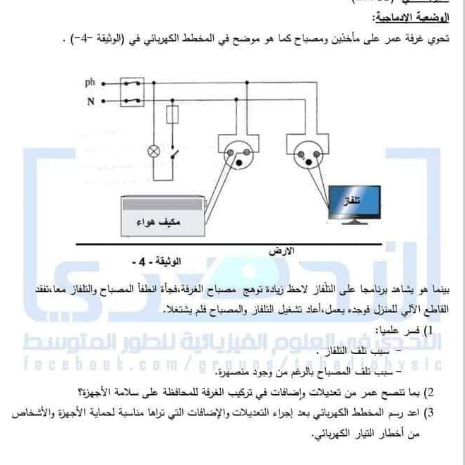 الوضعية الإدماجية:
تحوي غرفة عمر على مأخذين ومصباح كما هو موضح في المخطط الكهربائي في (الوثيقة -4-) .
ph
N
تلفاز
مكيف هواء
الارض
الوثيقة - 4 -
بينما هو يشاهد برنامجا على التلفاز لاحظ زيادة توهج مصباح الغرفة،فجأة انطفأ المصباح والتلفاز معا،تفقد
القاطع الآلي للمنزل فوجده يعمل،أعاد تشغيل التلفاز والمصباح فلم يشتغلا.
1) فسر علميا:
- سبب تلف التلفاز .
- سبب تلف المصباح بالرغم من وجود منصهرة.
2) بما تنصح عمر من تعديلات وإضافات في تركيب الغرفة للمحافظة على سلامة الأجهزة؟
3) اعد رسم المخطط الكهربائي بعد إجراء التعديلات والإضافات التي تراها مناسبة لحماية الأجهزة والأشخاص
من أخطار التيار الكهربائي.
التحدي في العلوم الفيزيائية للطور المتوسط